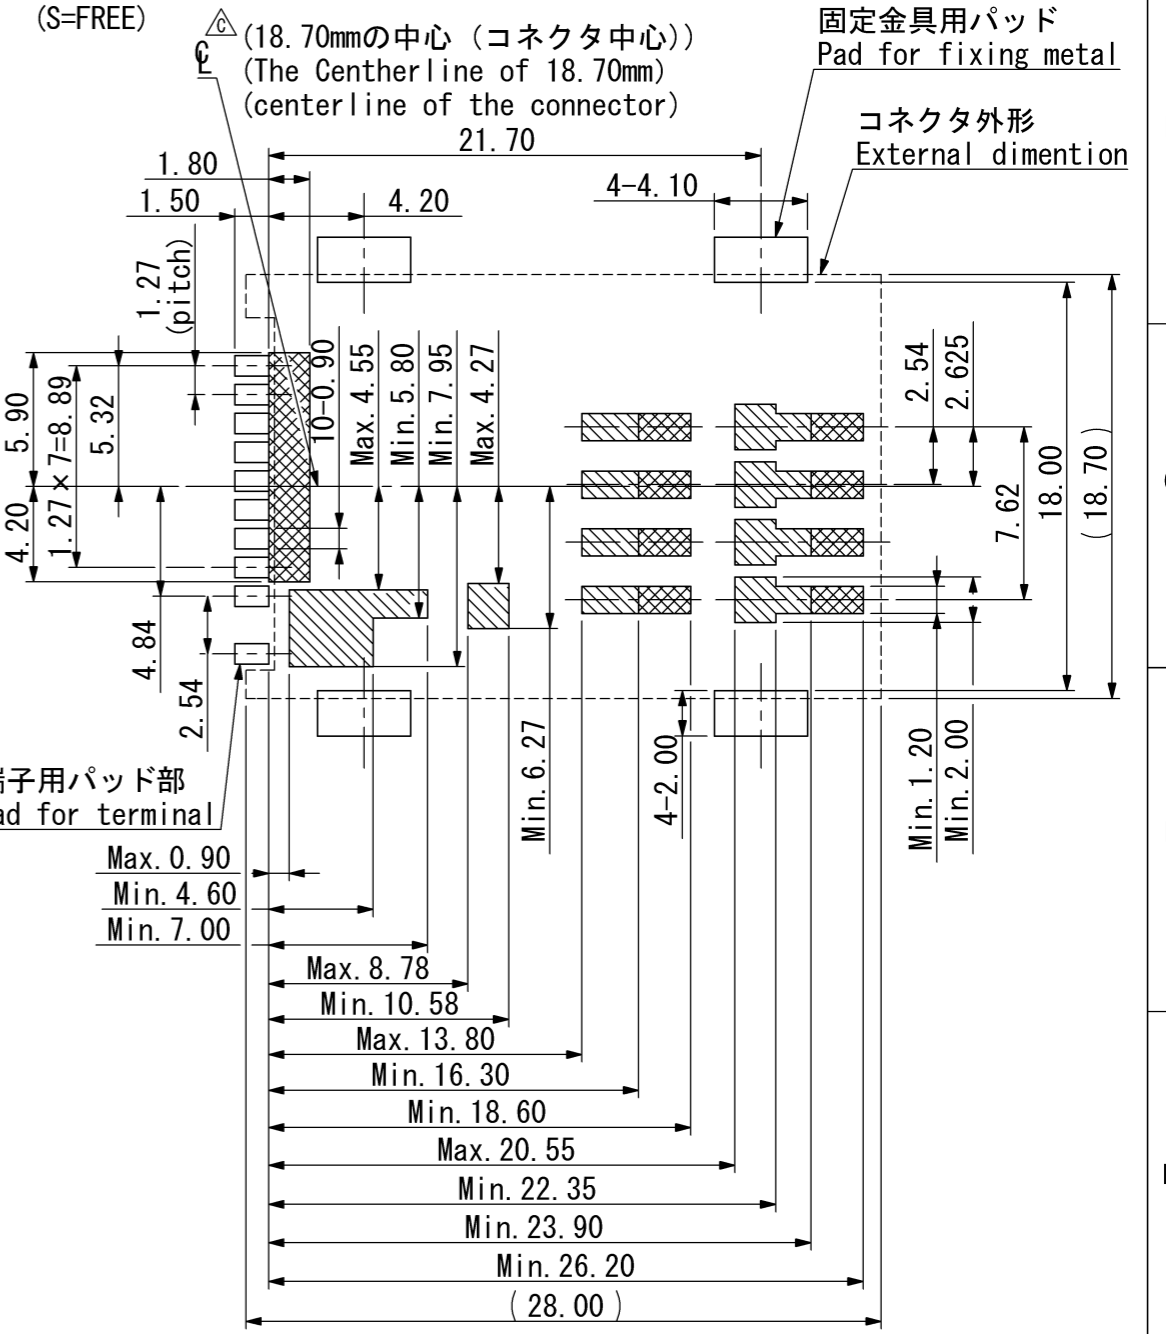 (S=FREE)
C
(18.70mmの中心 (コネクタ中心))
(The Centherline of 18.70mm)
(centerline of the connector)
固定金具用パッド
Pad for fixing metal
コネクタ外形
External dimention
21.70
1.80
4-4.10
1.50
4.20
1.27
(pitch)
10-0.90
Max.4.55
Min.5.80
Min.7.95
Max.4.27
2.54
2.625
5.90
1.27×7=8.89
5.32
4.20
7.62
18.00
(18.70)
4.84
2.54
Min.6.27
4-2.00
Min.1.20
Min.2.00
端子用パッド部
ad for terminal
Max.0.90
Min.4.60
Min.7.00
Max.8.78
Min.10.58
Max.13.80
Min.16.30
Min.18.60
Max.20.55
Min.22.35
Min.23.90
Min.26.20
(28.00)